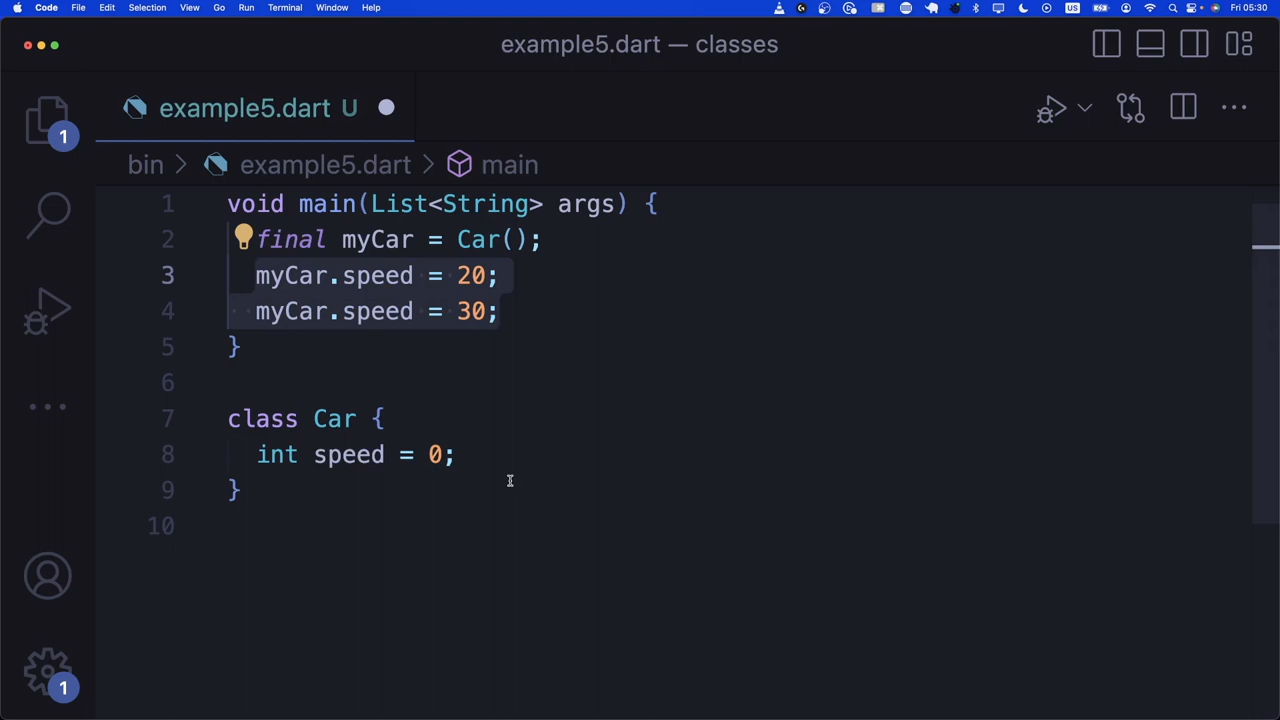 Code File Edit Selection View Go Run Terminal Window Help US Fri 05:30
example5.dart — classes
example5.dart U
1
bin > example5.dart > main
1 void main(List<String> args) {
2 final myCar = Car();
3 myCar.speed = 20;
4 myCar.speed = 30;
5 }
6
7 class Car {
8 int speed = 0;
9 }
10
1